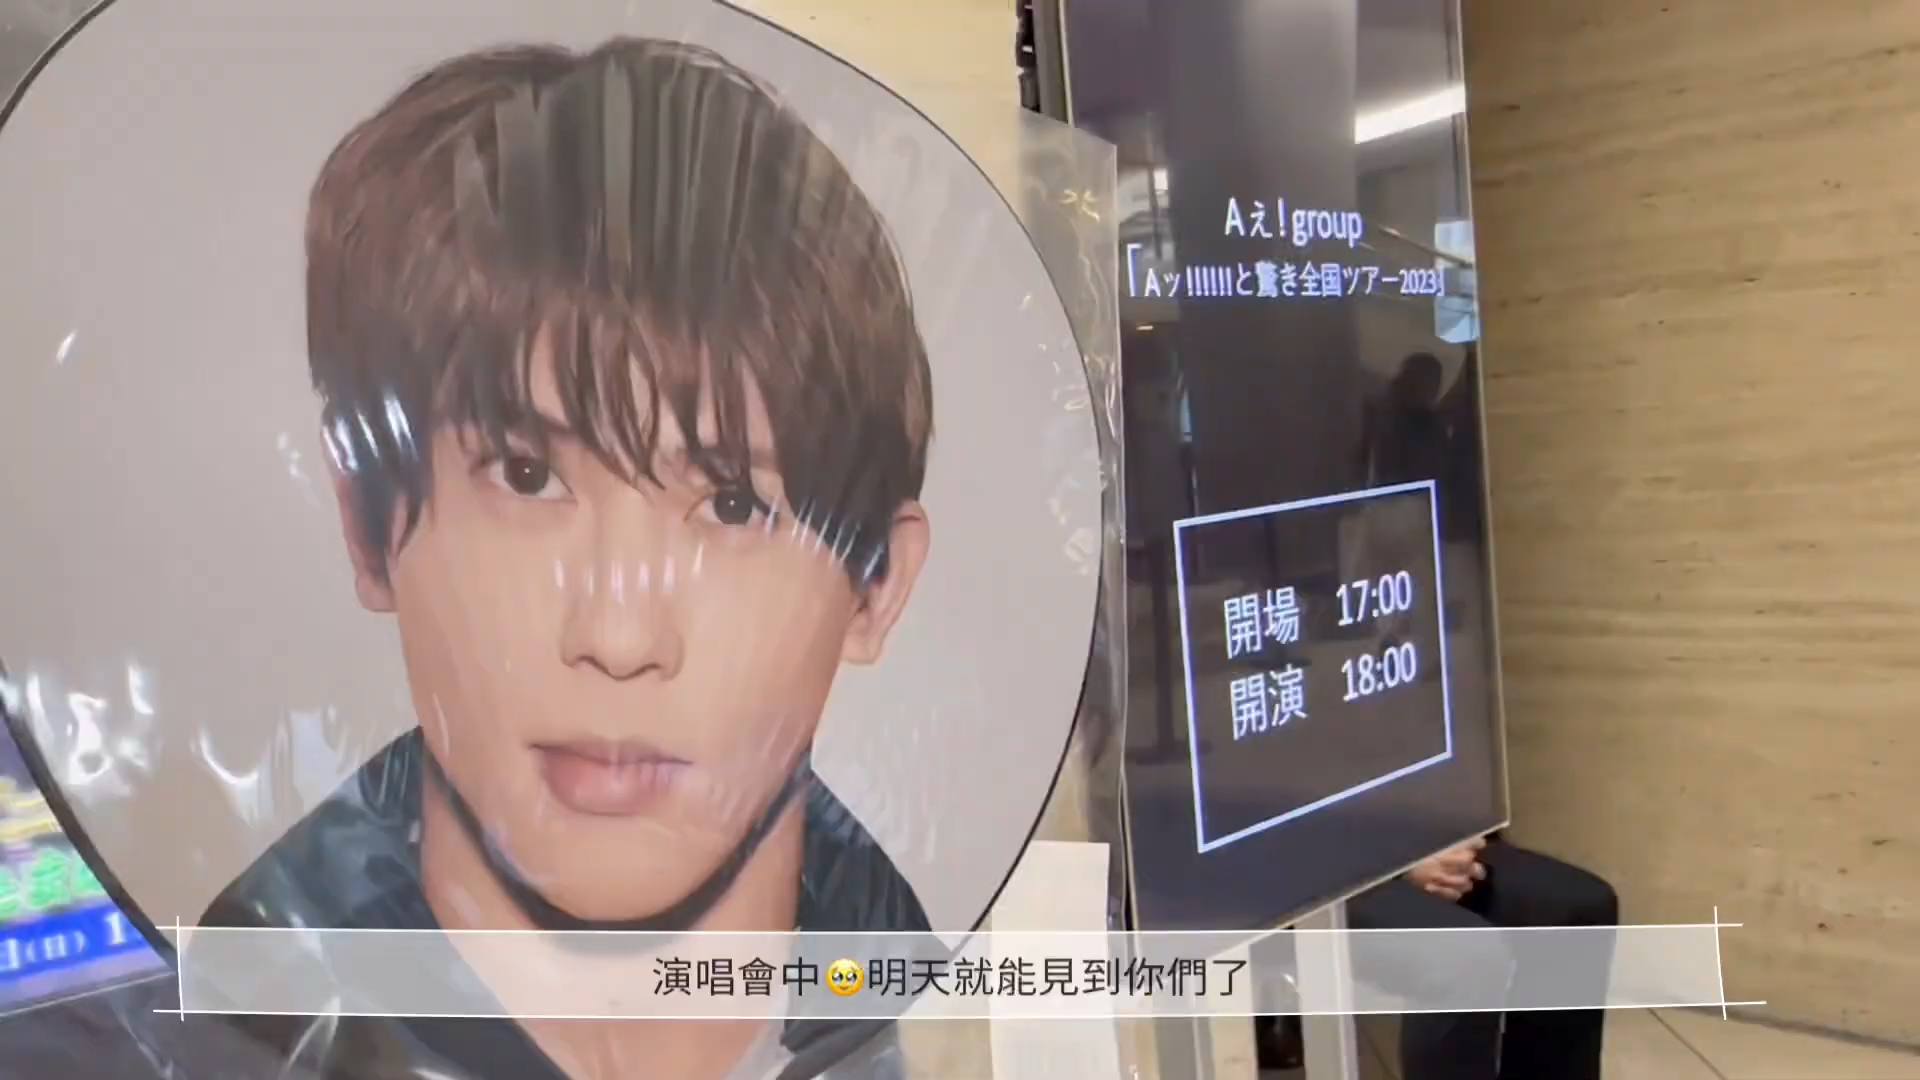 Aぇ! group
「Aッ!!!!!!と驚き全国ツアー2023」
開場 17:00
開演 18:00
演唱會中🥹明天就能見到你們了